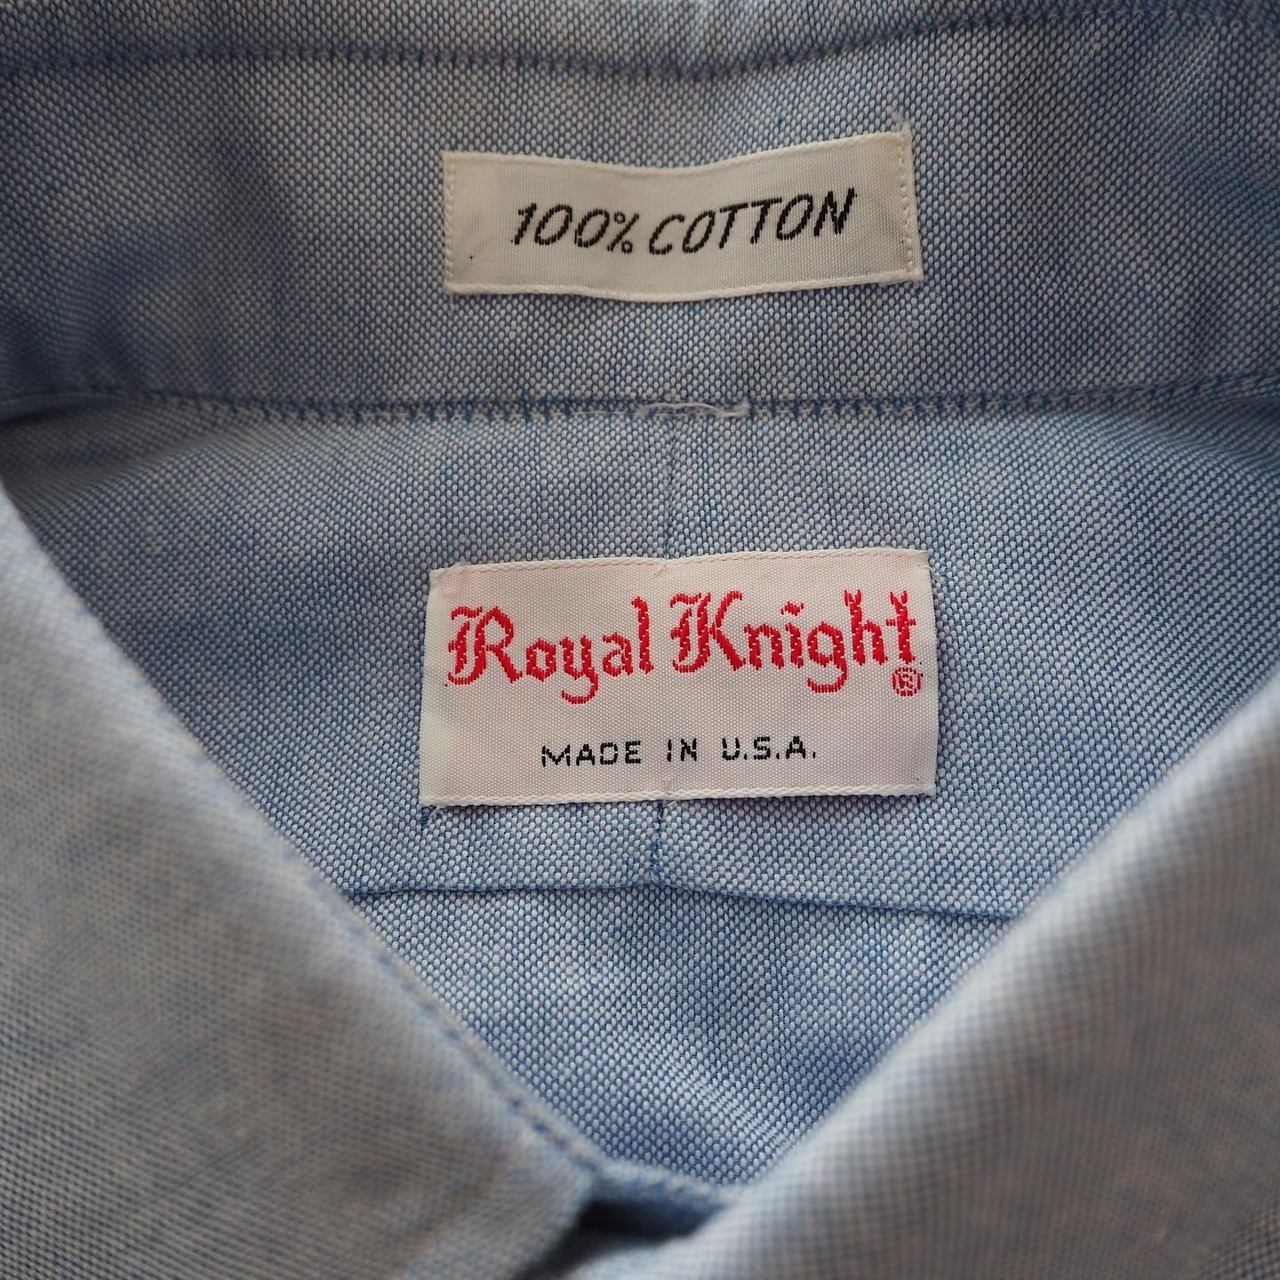 100% COTTON
Royal Knight ®
MADE IN U.S.A.